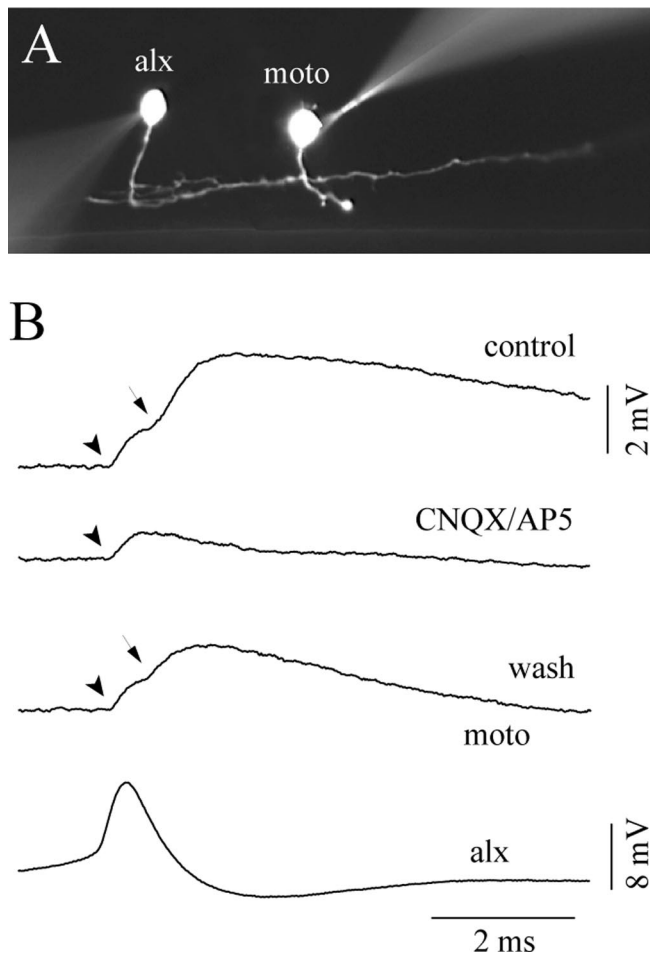 A
alx
moto
B
control
2 mV
CNQX/AP5
wash
moto
alx
8 mV
2 ms